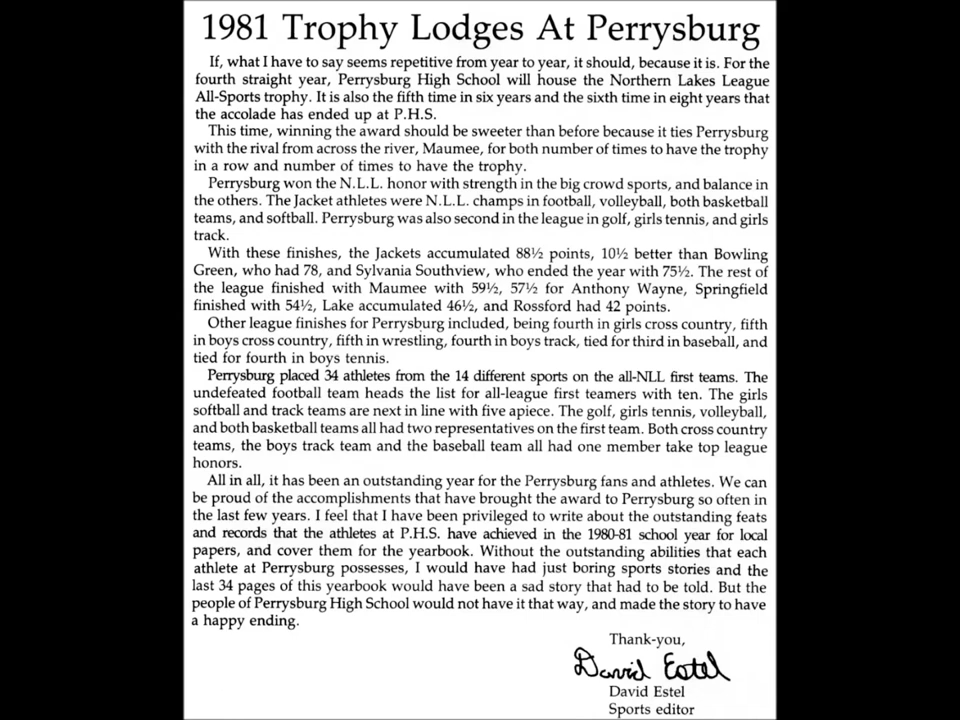 1981 Trophy Lodges At Perrysburg
If, what I have to say seems repetitive from year to year, it should, because it is. For the
fourth straight year, Perrysburg High School will house the Northern Lakes League
All-Sports trophy. It is also the fifth time in six years and the sixth time in eight years that
the accolade has ended up at P.H.S.
This time, winning the award should be sweeter than before because it ties Perrysburg
with the rival from across the river, Maumee, for both number of times to have the trophy
in a row and number of times to have the trophy.
Perrysburg won the N.L.L. honor with strength in the big crowd sports, and balance in
the others. The Jacket athletes were N.L.L. champs in football, volleyball, both basketball
teams, and softball. Perrysburg was also second in the league in golf, girls tennis, and girls
track.
With these finishes, the Jackets accumulated 88½ points, 10½ better than Bowling
Green, who had 78, and Sylvania Southview, who ended the year with 75½. The rest of
the league finished with Maumee with 59½, 57½ for Anthony Wayne, Springfield
finished with 54½, Lake accumulated 46½, and Rossford had 42 points.
Other league finishes for Perrysburg included, being fourth in girls cross country, fifth
in boys cross country, fifth in wrestling, fourth in boys track, tied for third in baseball, and
tied for fourth in boys tennis.
Perrysburg placed 34 athletes from the 14 different sports on the all-NLL first teams. The
undefeated football team heads the list for all-league first teamers with ten. The girls
softball and track teams are next in line with five apiece. The golf, girls tennis, volleyball,
and both basketball teams all had two representatives on the first team. Both cross country
teams, the boys track team and the baseball team all had one member take top league
honors.
All in all, it has been an outstanding year for the Perrysburg fans and athletes. We can
be proud of the accomplishments that have brought the award to Perrysburg so often in
the last few years. I feel that I have been privileged to write about the outstanding feats
and records that the athletes at P.H.S. have achieved in the 1980-81 school year for local
papers, and cover them for the yearbook. Without the outstanding abilities that each
athlete at Perrysburg possesses, I would have had just boring sports stories and the
last 34 pages of this yearbook would have been a sad story that had to be told. But the
people of Perrysburg High School would not have it that way, and made the story to have
a happy ending.
Thank-you,
David Estel
David Estel
Sports editor